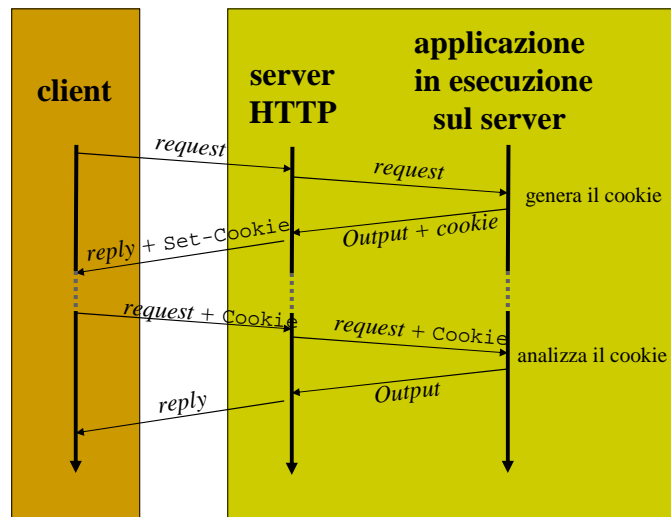 client
server
HTTP
applicazione
in esecuzione
sul server
request
request
genera il cookie
Output + cookie
reply + Set-Cookie
request + Cookie
request + Cookie
analizza il cookie
Output
reply